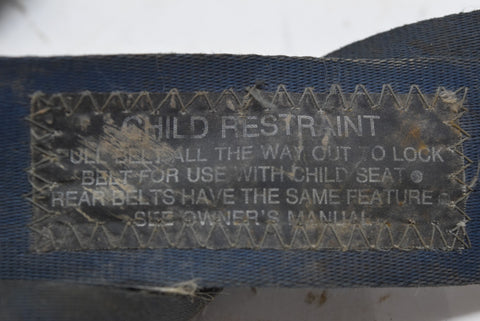 CHILD RESTRAINT
PULL BELT ALL THE WAY OUT TO LOCK
BELT FOR USE WITH CHILD SEAT.
REAR BELTS HAVE THE SAME FEATURE.
SEE OWNER'S MANUAL